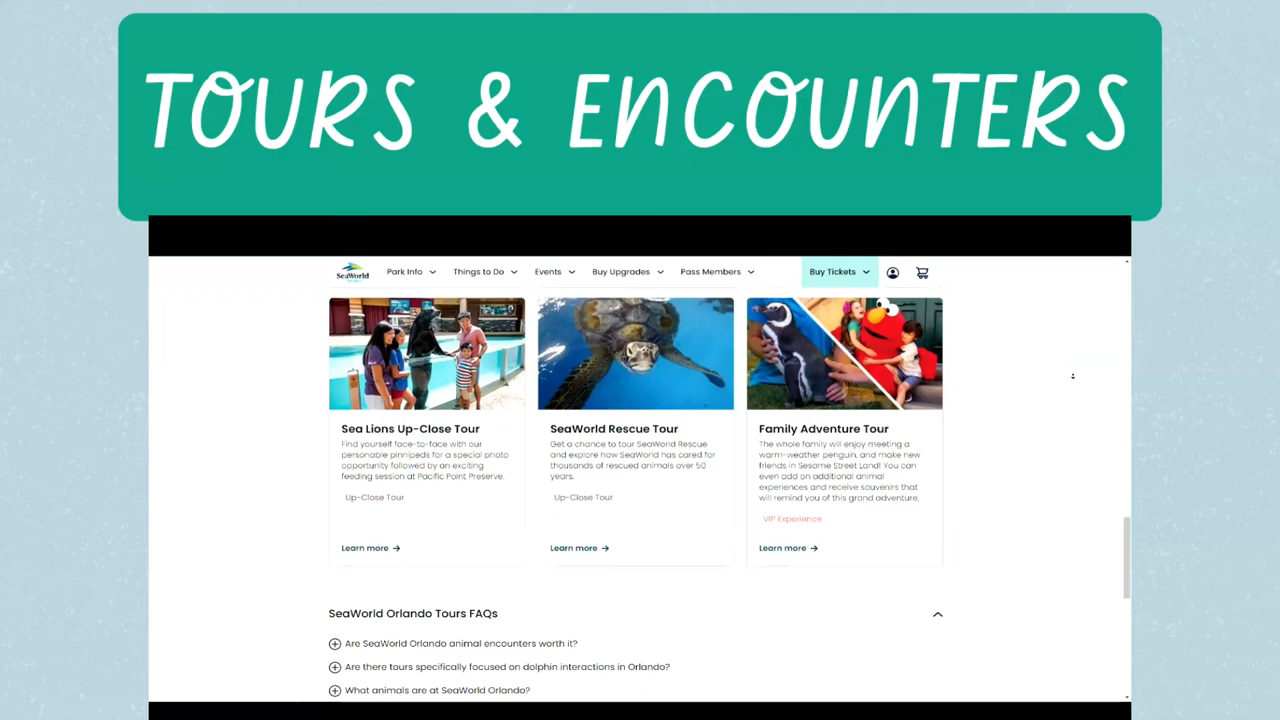 TOURS & ENCOUNTERS
SeaWorld
Park Info
Things to Do
Events
Buy Upgrades
Pass Members
Buy Tickets
Sea Lions Up-Close Tour
Find yourself face-to-face with our
personable pinnipeds for a special photo
opportunity followed by an exciting
feeding session at Pacific Point Preserve.
Up-Close Tour
Learn more →
SeaWorld Rescue Tour
Get a chance to tour SeaWorld Rescue
and explore how SeaWorld has cared for
thousands of rescued animals over 50
years.
Up-Close Tour
Learn more →
Family Adventure Tour
The whole family will enjoy meeting a
warm-weather penguin, and make new
friends in Sesame Street Land! You can
even add on additional animal
experiences and receive souvenirs that
will remind you of this grand adventure.
VIP Experience
Learn more →
SeaWorld Orlando Tours FAQs
Are SeaWorld Orlando animal encounters worth it?
Are there tours specifically focused on dolphin interactions in Orlando?
What animals are at SeaWorld Orlando?